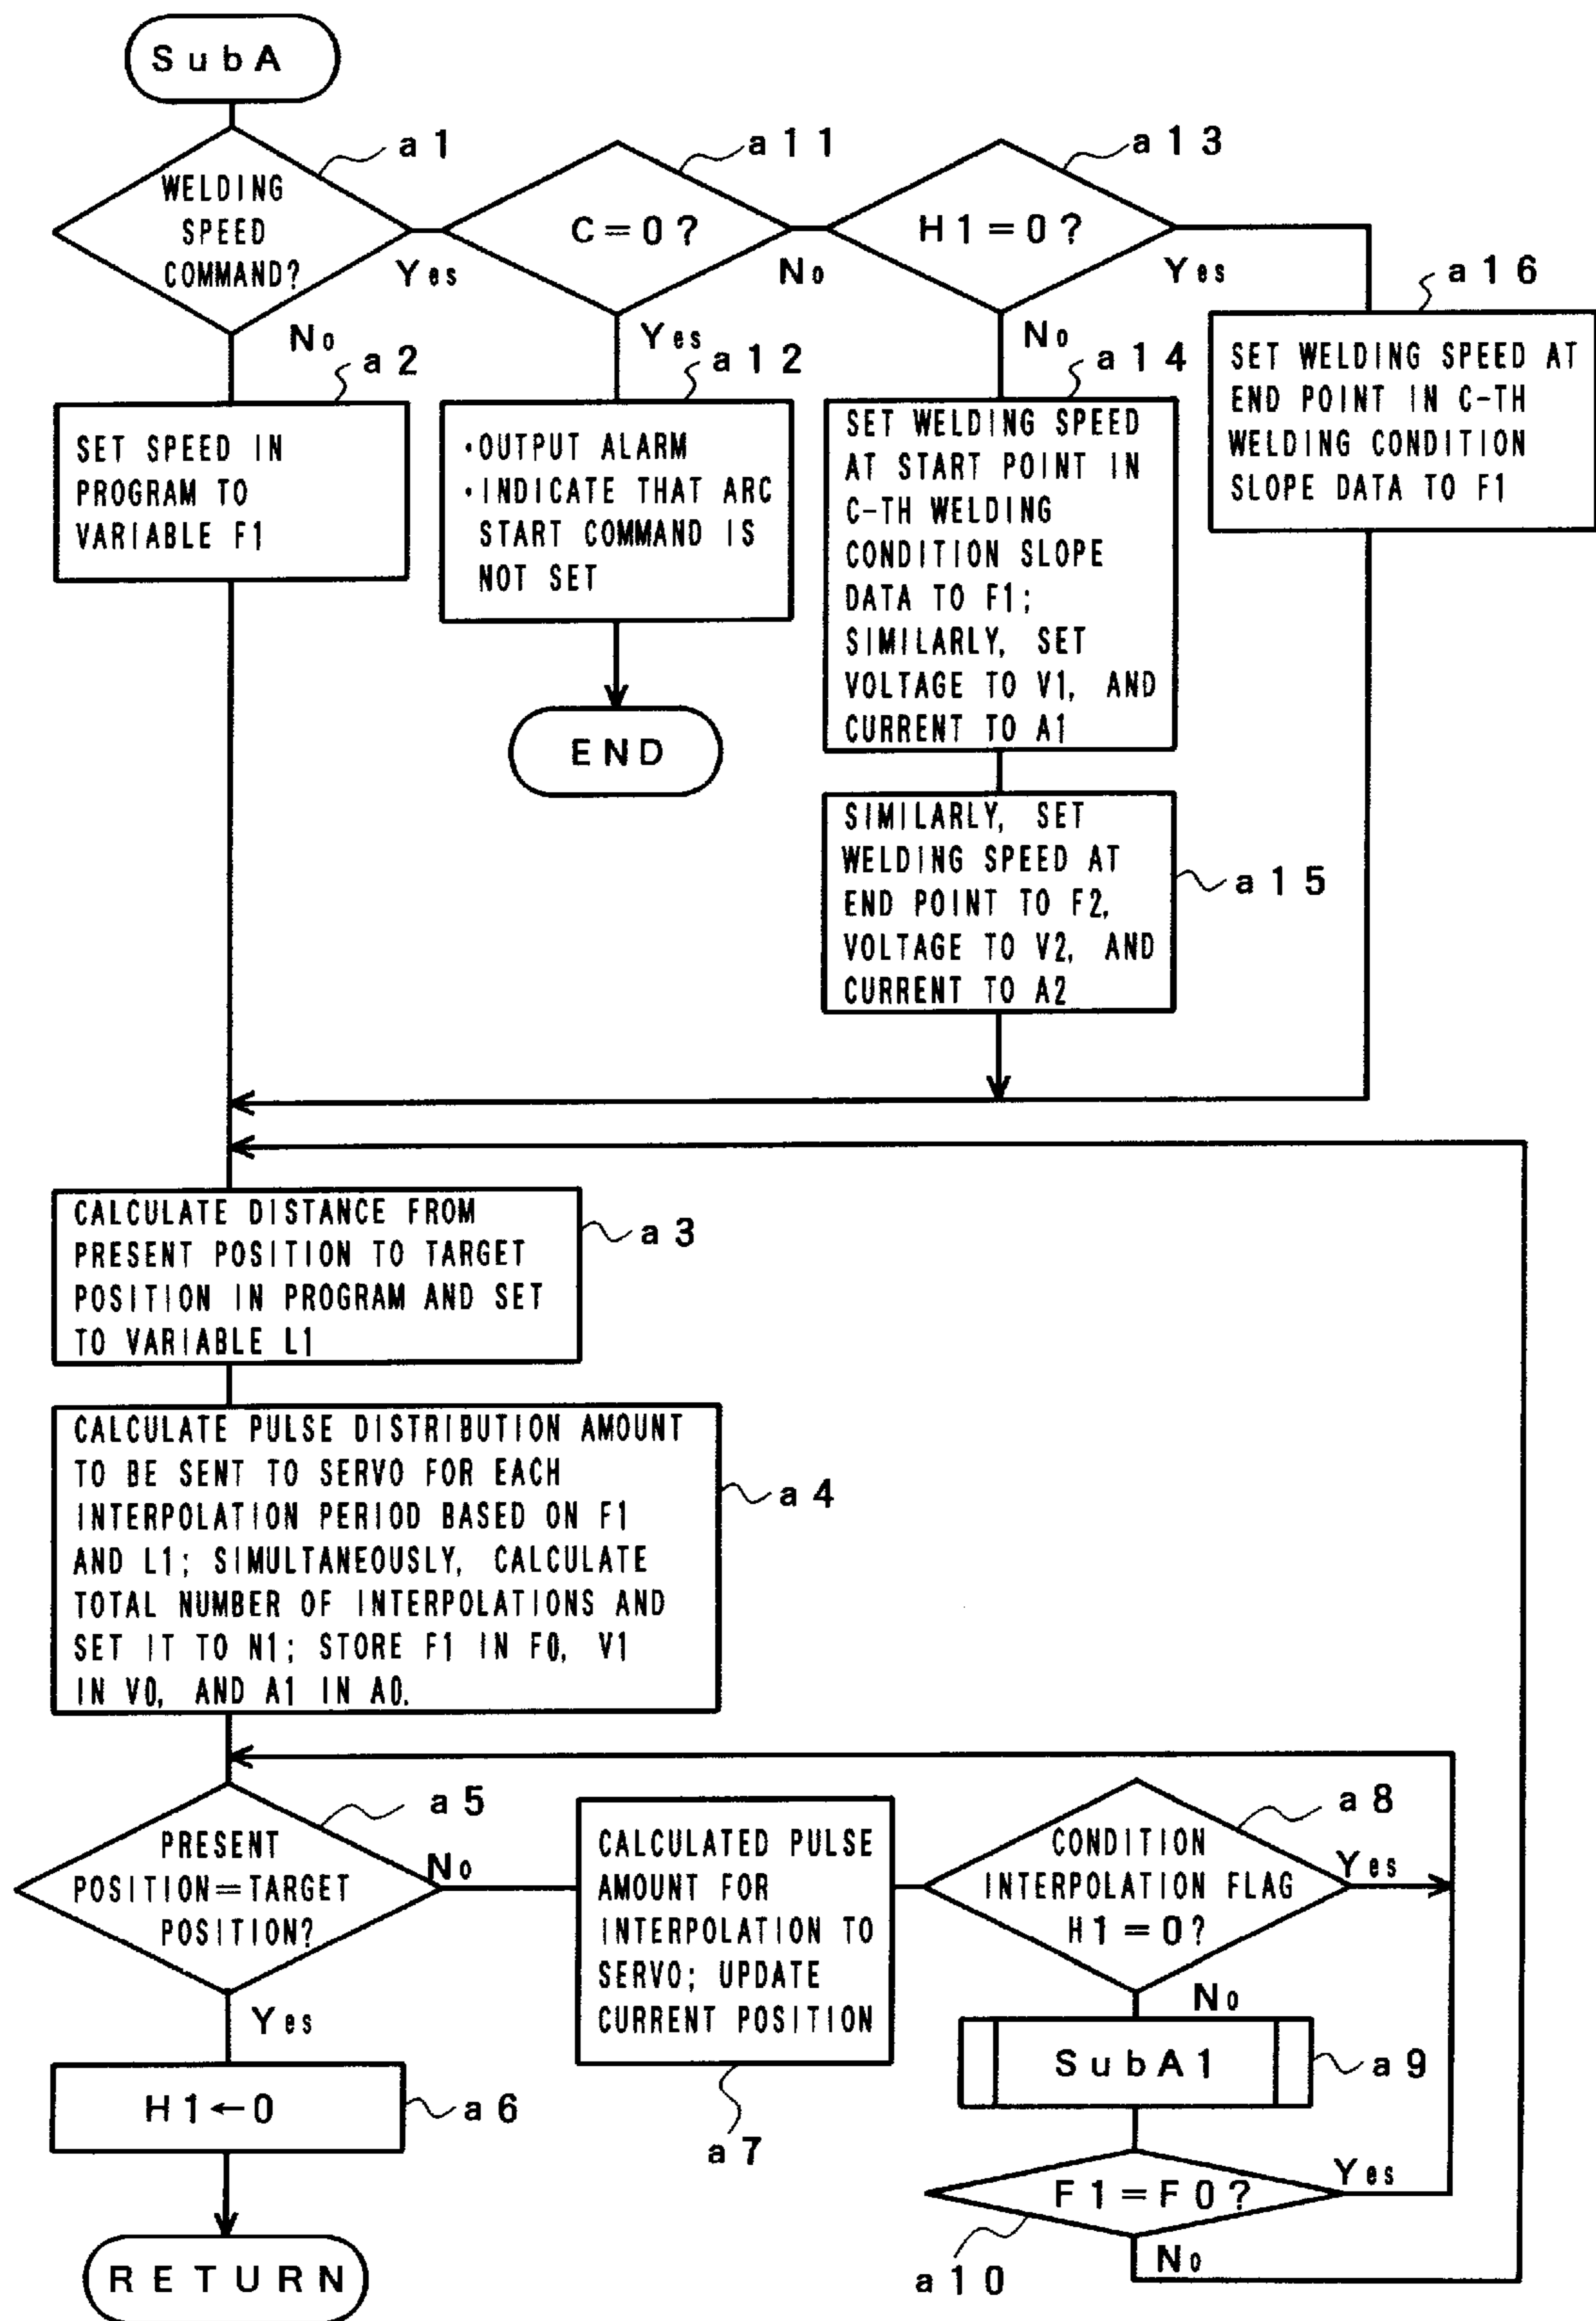 SubA
a1
WELDING
SPEED
COMMAND?
Yes
No
a11
C=0?
No
Yes
a13
H1=0?
Yes
No
a2
SET SPEED IN
PROGRAM TO
VARIABLE F1
a12
・OUTPUT ALARM
・INDICATE THAT ARC
START COMMAND IS
NOT SET
END
a14
SET WELDING SPEED
AT START POINT IN
C-TH WELDING
CONDITION SLOPE
DATA TO F1;
SIMILARLY, SET
VOLTAGE TO V1, AND
CURRENT TO A1
a16
SET WELDING SPEED AT
END POINT IN C-TH
WELDING CONDITION
SLOPE DATA TO F1
SIMILARLY, SET
WELDING SPEED AT
END POINT TO F2,
VOLTAGE TO V2, AND
CURRENT TO A2
a15
CALCULATE DISTANCE FROM
PRESENT POSITION TO TARGET
POSITION IN PROGRAM AND SET
TO VARIABLE L1
a3
CALCULATE PULSE DISTRIBUTION AMOUNT
TO BE SENT TO SERVO FOR EACH
INTERPOLATION PERIOD BASED ON F1
AND L1; SIMULTANEOUSLY, CALCULATE
TOTAL NUMBER OF INTERPOLATIONS AND
SET IT TO N1; STORE F1 IN F0, V1
IN V0, AND A1 IN A0.
a4
a5
PRESENT
POSITION=TARGET
POSITION?
No
Yes
CALCULATED PULSE
AMOUNT FOR
INTERPOLATION TO
SERVO; UPDATE
CURRENT POSITION
a7
a8
CONDITION
INTERPOLATION FLAG
H1=0?
Yes
No
SubA1
a9
H1←0
a6
F1=F0?
Yes
No
a10
RETURN